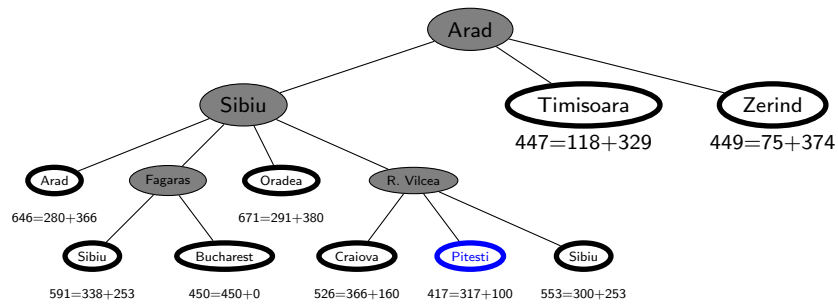 Arad
Sibiu
Timisoara
Zerind
447=118+329
449=75+374
Arad
Fagaras
Oradea
R. Vilcea
646=280+366
671=291+380
Sibiu
Bucharest
Craiova
Pitesti
Sibiu
591=338+253
450=450+0
526=366+160
417=317+100
553=300+253